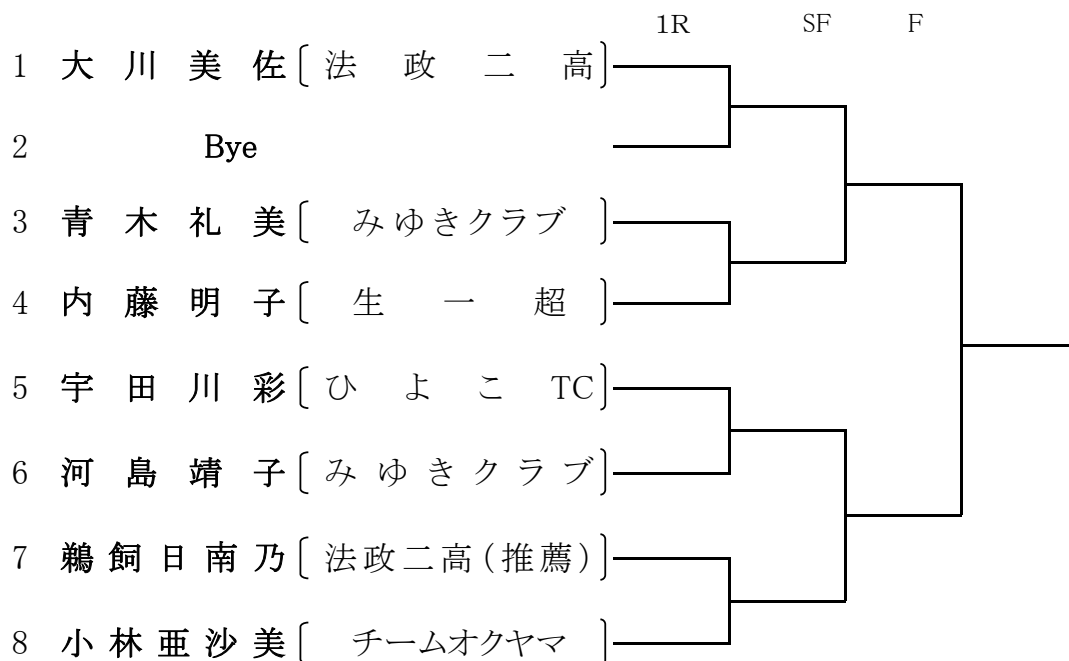 1R SF F
1 大川美佐 [ 法政二高 ]
2 Bye
3 青木礼美 [ みゆきクラブ ]
4 内藤明子 [ 生一超 ]
5 宇田川彩 [ ひよこTC ]
6 河島靖子 [ みゆきクラブ ]
7 鵜飼日南乃 [ 法政二高(推薦) ]
8 小林亜沙美 [ チームオクヤマ ]